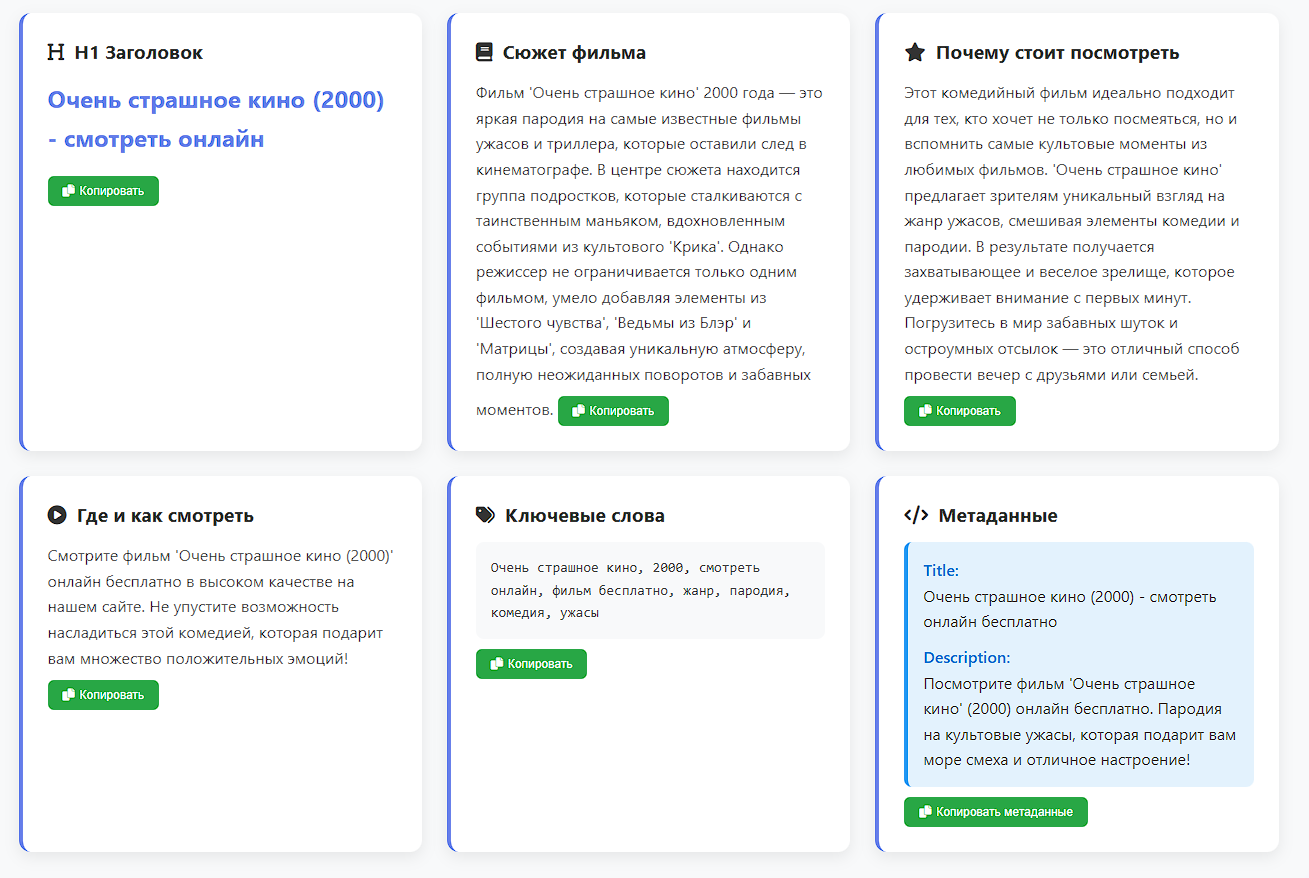 H1 Заголовок
Очень страшное кино (2000)
- смотреть онлайн
Копировать
Сюжет фильма
Фильм 'Очень страшное кино' 2000 года — это
яркая пародия на самые известные фильмы
ужасов и триллера, которые оставили след в
кинематографе. В центре сюжета находится
группа подростков, которые сталкиваются с
таинственным маньяком, вдохновленным
событиями из культового 'Крика'. Однако
режиссер не ограничивается только одним
фильмом, умело добавляя элементы из
'Шестого чувства', 'Ведьмы из Блэр' и
'Матрицы', создавая уникальную атмосферу,
полную неожиданных поворотов и забавных
моментов. Копировать
Почему стоит посмотреть
Этот комедийный фильм идеально подходит
для тех, кто хочет не только посмеяться, но и
вспомнить самые культовые моменты из
любимых фильмов. 'Очень страшное кино'
предлагает зрителям уникальный взгляд на
жанр ужасов, смешивая элементы комедии и
пародии. В результате получается
захватывающее и веселое зрелище, которое
удерживает внимание с первых минут.
Погрузитесь в мир забавных шуток и
остроумных отсылок — это отличный способ
провести вечер с друзьями или семьей.
Копировать
Где и как смотреть
Смотрите фильм 'Очень страшное кино (2000)'
онлайн бесплатно в высоком качестве на
нашем сайте. Не упустите возможность
насладиться этой комедией, которая подарит
вам множество положительных эмоций!
Копировать
Ключевые слова
Очень страшное кино, 2000, смотреть
онлайн, фильм бесплатно, жанр, пародия,
комедия, ужасы
Копировать
Метаданные
Title:
Очень страшное кино (2000) - смотреть
онлайн бесплатно
Description:
Посмотрите фильм 'Очень страшное
кино' (2000) онлайн бесплатно. Пародия
на культовые ужасы, которая подарит вам
море смеха и отличное настроение!
Копировать метаданные